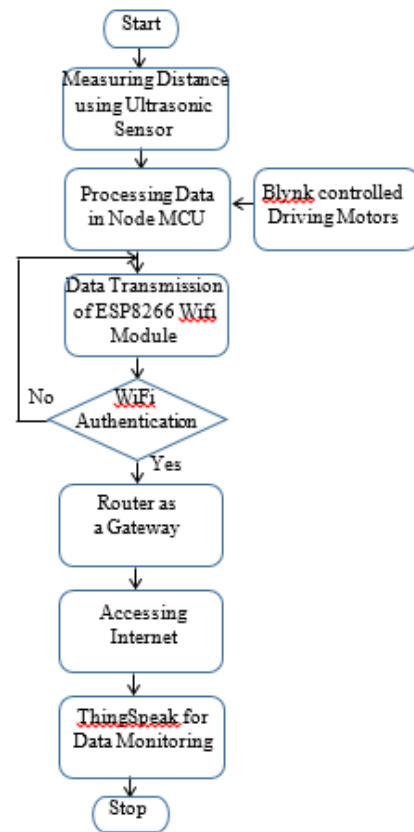 Start
Measuring Distance
using Ultrasonic
Sensor
Processing Data
in Node MCU
Blynk controlled
Driving Motors
Data Transmission
of ESP8266 Wifi
Module
No
WiFi
Authentication
Yes
Router as
a Gateway
Accessing
Internet
ThingSpeak for
Data Monitoring
Stop